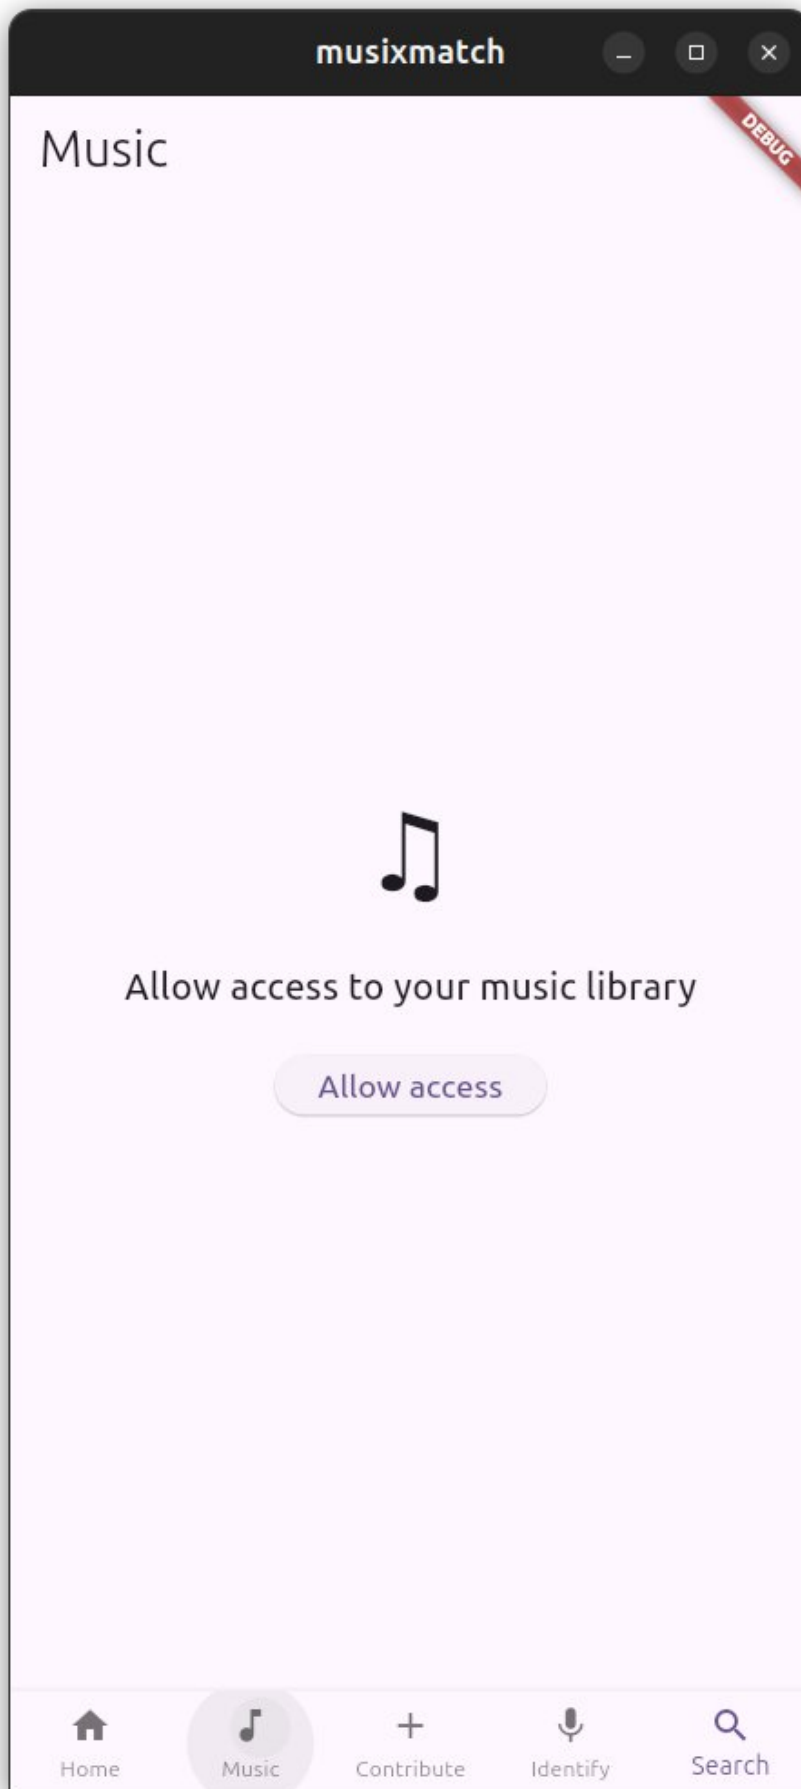 musixmatch
DEBUG
Music
Allow access to your music library
Allow access
Home
Music
Contribute
Identify
Search